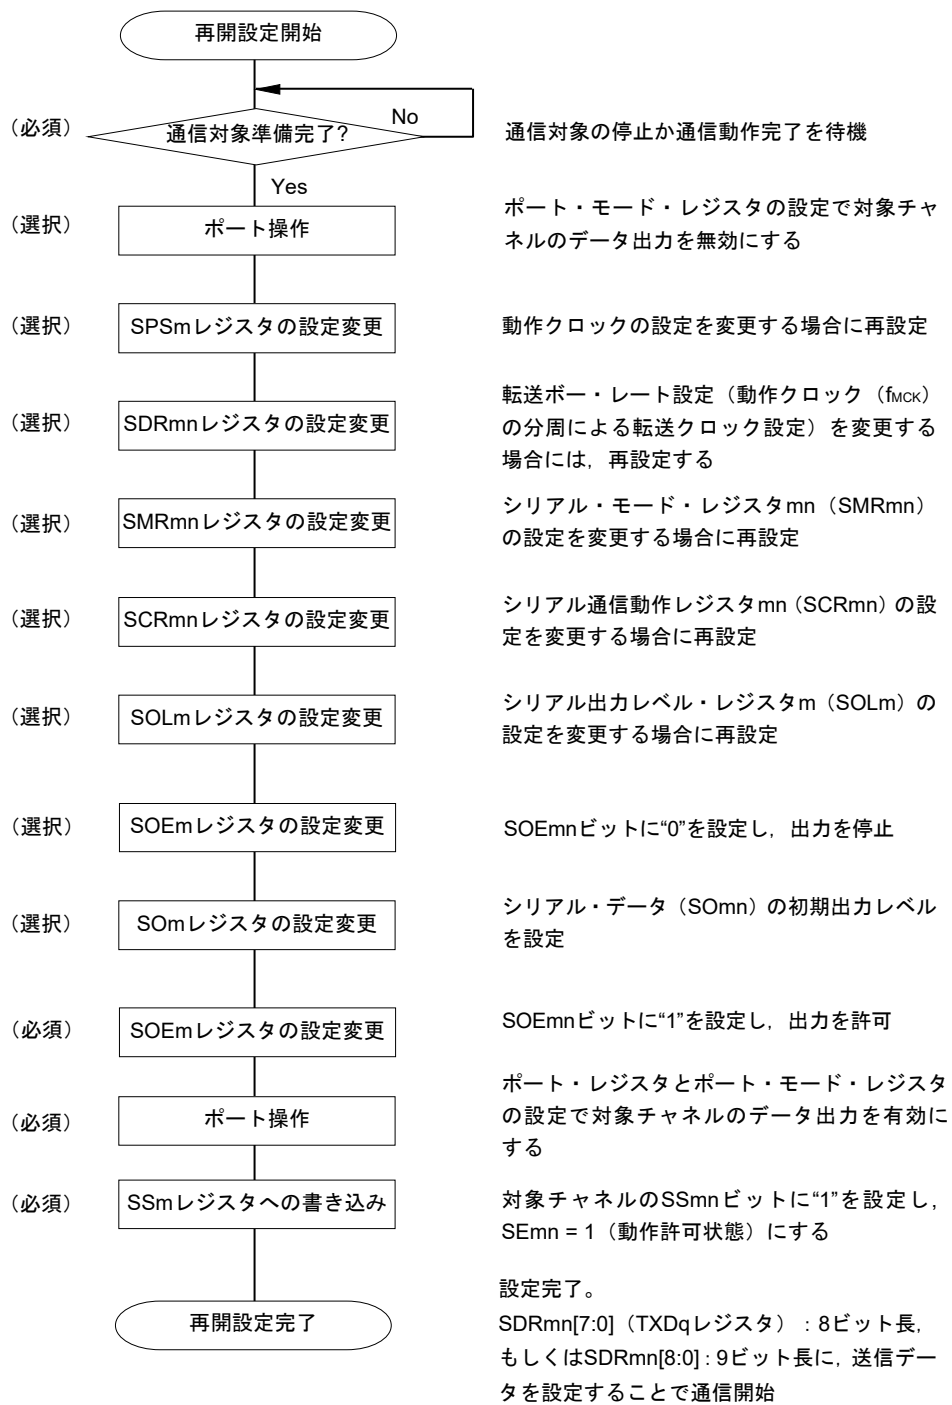 再開設定開始
（必須）
通信対象準備完了?
No
通信対象の停止か通信動作完了を待機
Yes
（選択）
ポート操作
ポート・モード・レジスタの設定で対象チャ
ネルのデータ出力を無効にする
（選択）
SPSmレジスタの設定変更
動作クロックの設定を変更する場合に再設定
（選択）
SDRmnレジスタの設定変更
転送ボー・レート設定（動作クロック（fMCK）
の分周による転送クロック設定）を変更する
場合には，再設定する
（選択）
SMRmnレジスタの設定変更
シリアル・モード・レジスタmn（SMRmn）
の設定を変更する場合に再設定
（選択）
SCRmnレジスタの設定変更
シリアル通信動作レジスタmn（SCRmn）の設
定を変更する場合に再設定
（選択）
SOLmレジスタの設定変更
シリアル出力レベル・レジスタm（SOLm）の
設定を変更する場合に再設定
（選択）
SOEmレジスタの設定変更
SOEmnビットに“0”を設定し，出力を停止
（選択）
SOmレジスタの設定変更
シリアル・データ（SOmn）の初期出力レベル
を設定
（必須）
SOEmレジスタの設定変更
SOEmnビットに“1”を設定し，出力を許可
（必須）
ポート操作
ポート・レジスタとポート・モード・レジスタ
の設定で対象チャネルのデータ出力を有効に
する
（必須）
SSmレジスタへの書き込み
対象チャネルのSSmnビットに“1”を設定し，
SEmn = 1（動作許可状態）にする
再開設定完了
設定完了。
SDRmn[7:0]（TXDqレジスタ）：8ビット長，
もしくはSDRmn[8:0]：9ビット長に，送信デー
タを設定することで通信開始